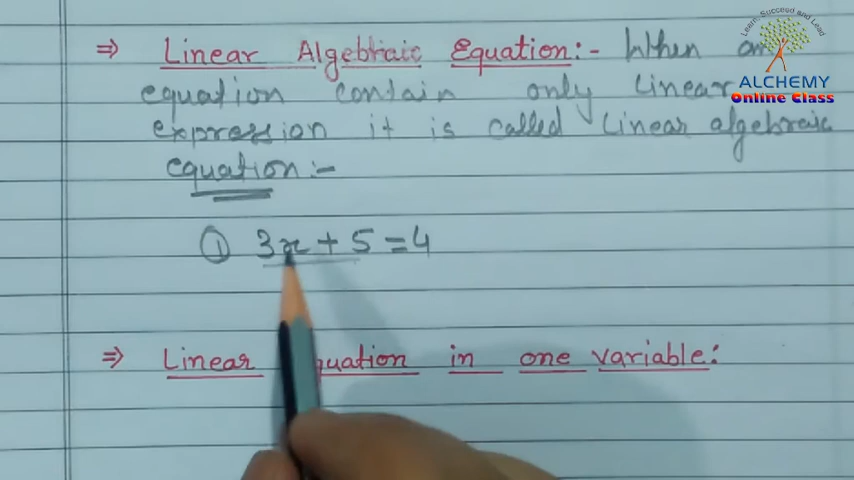 Learn, Succeed and Lead
ALCHEMY
Online Class
⇒ Linear Algebraic Equation:- When an
equation contain only linear
expression it is called linear algebraic
equation:-
① 3x + 5 = 4
⇒ Linear quation in one variable: